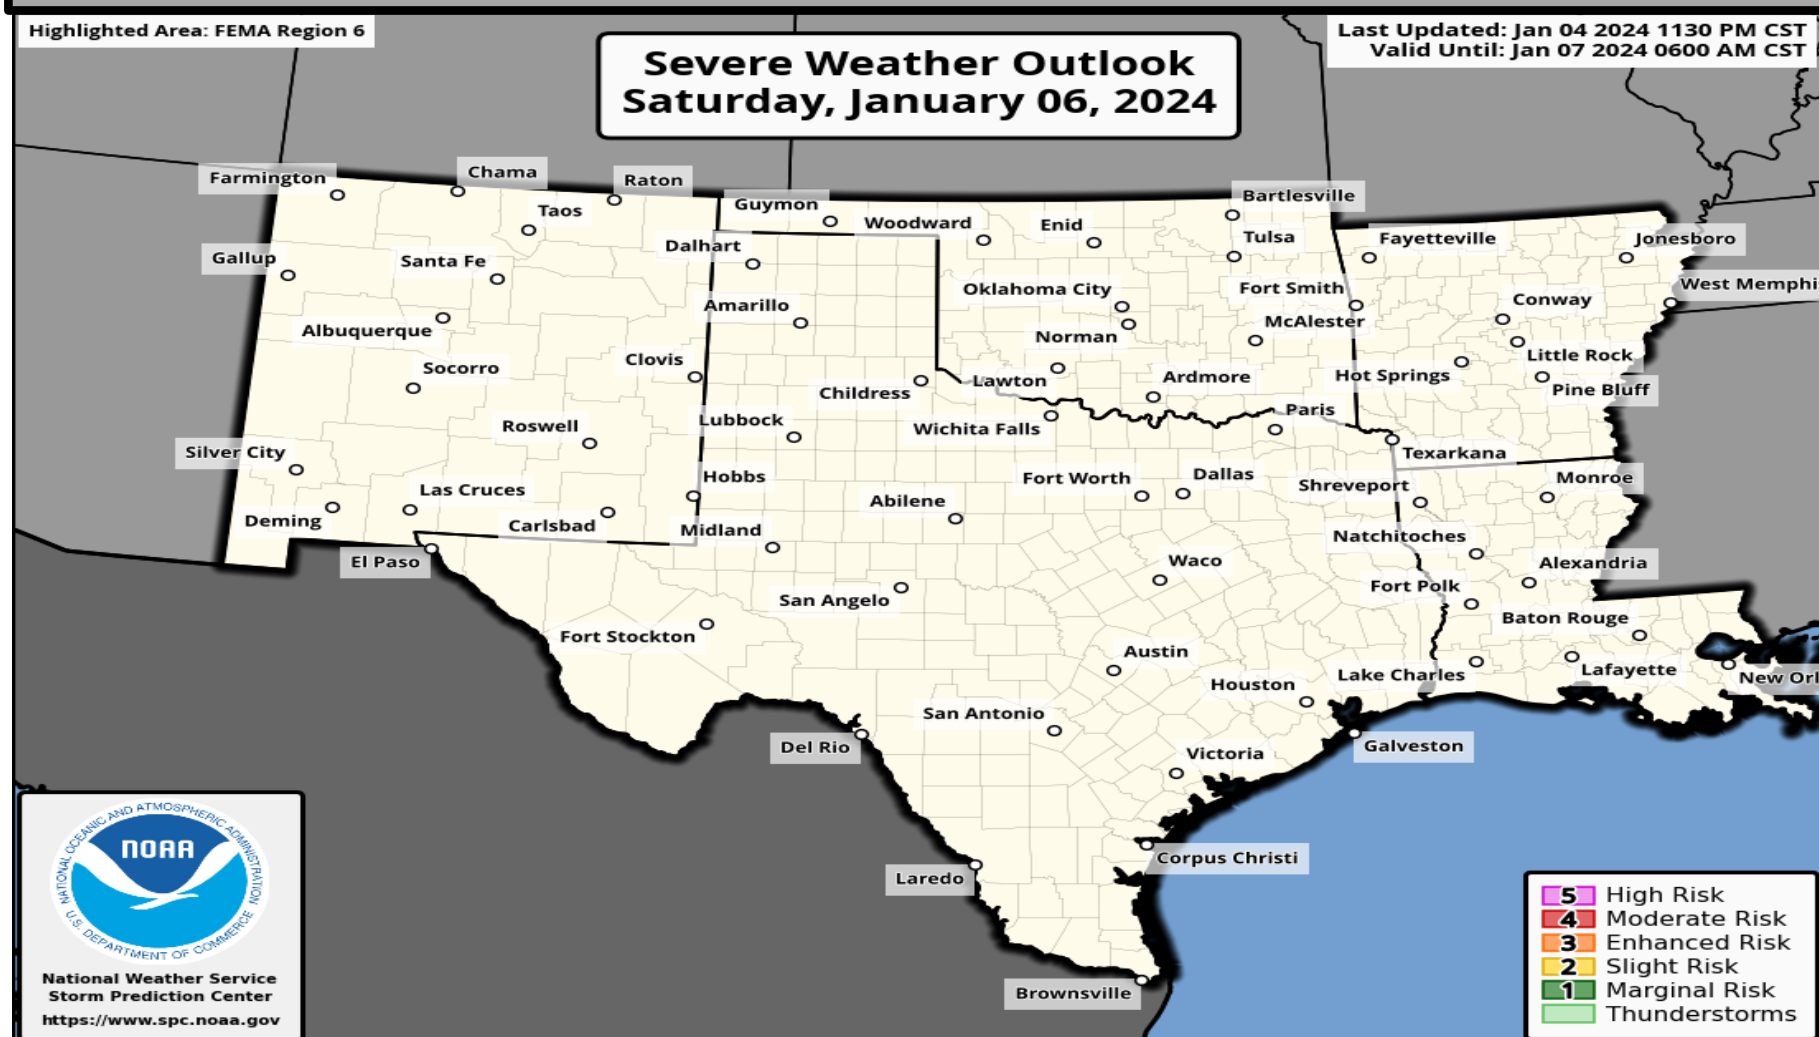 Highlighted Area: FEMA Region 6
Last Updated: Jan 04 2024 1130 PM CST
Valid Until: Jan 07 2024 0600 AM CST
Severe Weather Outlook
Saturday, January 06, 2024
Farmington
Chama
Raton
Taos
Guymon
Woodward
Enid
Bartlesville
Tulsa
Fayetteville
Jonesboro
Gallup
Santa Fe
Dalhart
Oklahoma City
Fort Smith
West Memphi
Albuquerque
Amarillo
Norman
McAlester
Conway
Little Rock
Socorro
Clovis
Childress
Lawton
Ardmore
Hot Springs
Pine Bluff
Roswell
Lubbock
Wichita Falls
Paris
Texarkana
Silver City
Las Cruces
Hobbs
Abilene
Fort Worth
Dallas
Shreveport
Monroe
Deming
Carlsbad
Midland
Natchitoches
El Paso
Waco
Alexandria
San Angelo
Fort Polk
Fort Stockton
Baton Rouge
Austin
Lake Charles
Lafayette
New Orl
Houston
San Antonio
Del Rio
Victoria
Galveston
Corpus Christi
Laredo
Brownsville
NATIONAL OCEANIC AND ATMOSPHERIC ADMINISTRATION
NOAA
U.S. DEPARTMENT OF COMMERCE
National Weather Service
Storm Prediction Center
https://www.spc.noaa.gov
5 High Risk
4 Moderate Risk
3 Enhanced Risk
2 Slight Risk
1 Marginal Risk
Thunderstorms